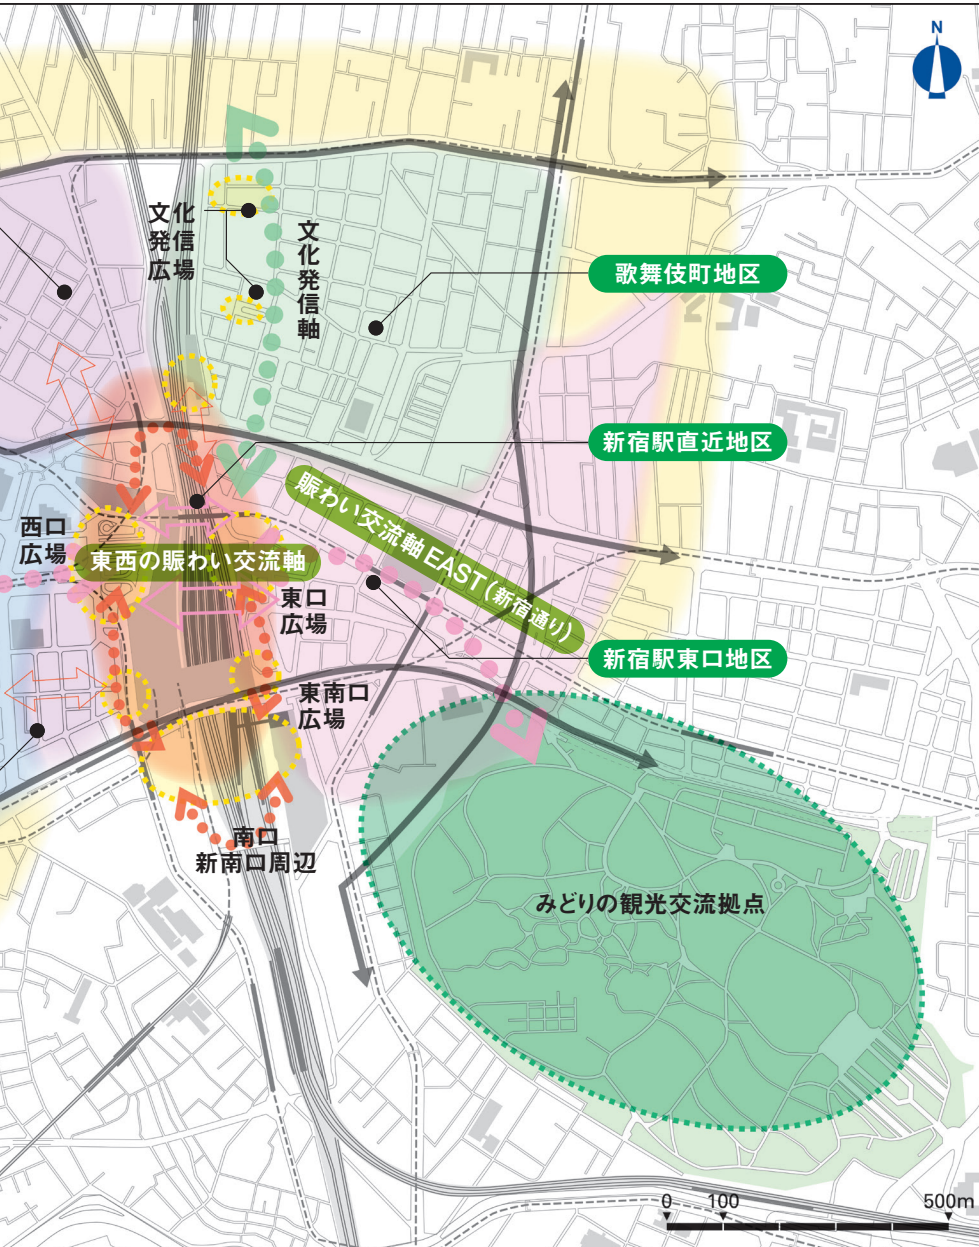 N
文化
発信
広場
文化発信軸
歌舞伎町地区
新宿駅直近地区
賑わい交流軸EAST(新宿通り)
西口
広場
東西の賑わい交流軸
東口
広場
新宿駅東口地区
東南口
広場
南口
新南口周辺
みどりの観光交流拠点
0 100 500m